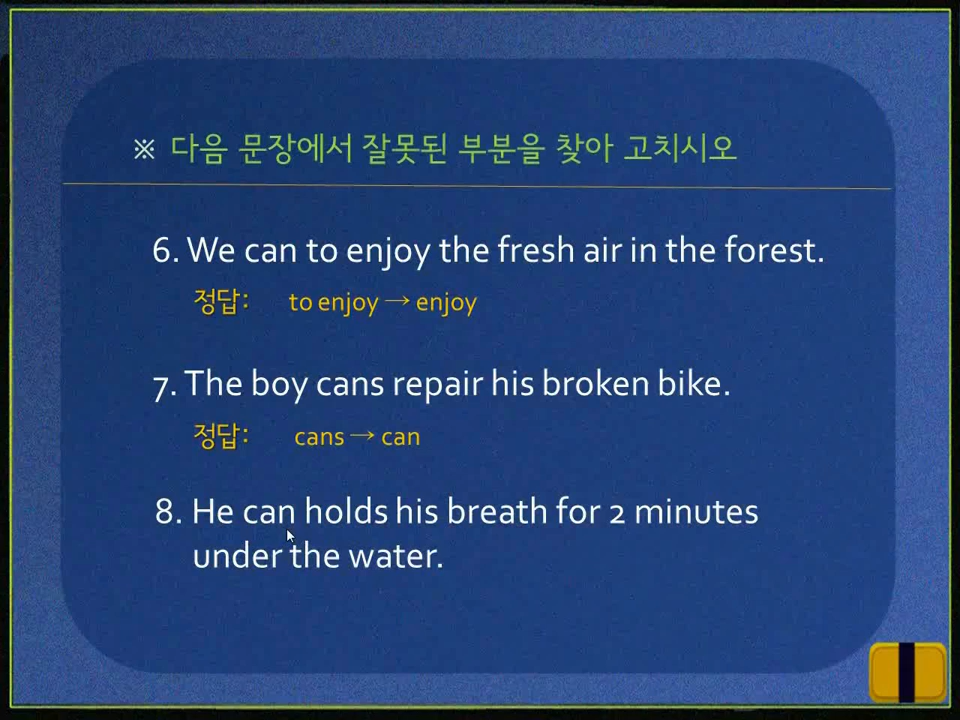 ※ 다음 문장에서 잘못된 부분을 찾아 고치시오
6. We can to enjoy the fresh air in the forest.
정답: to enjoy → enjoy
7. The boy cans repair his broken bike.
정답: cans → can
8. He can holds his breath for 2 minutes
under the water.